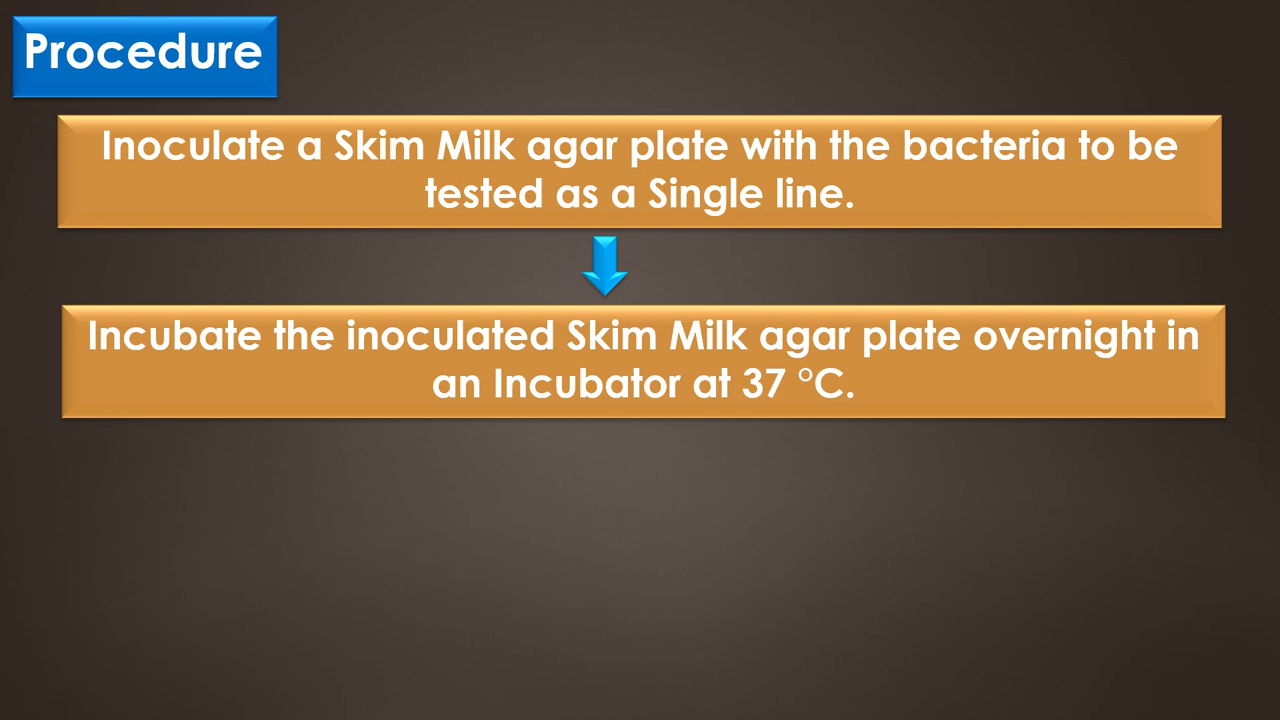 Procedure
Inoculate a Skim Milk agar plate with the bacteria to be
tested as a Single line.
Incubate the inoculated Skim Milk agar plate overnight in
an Incubator at 37 °C.